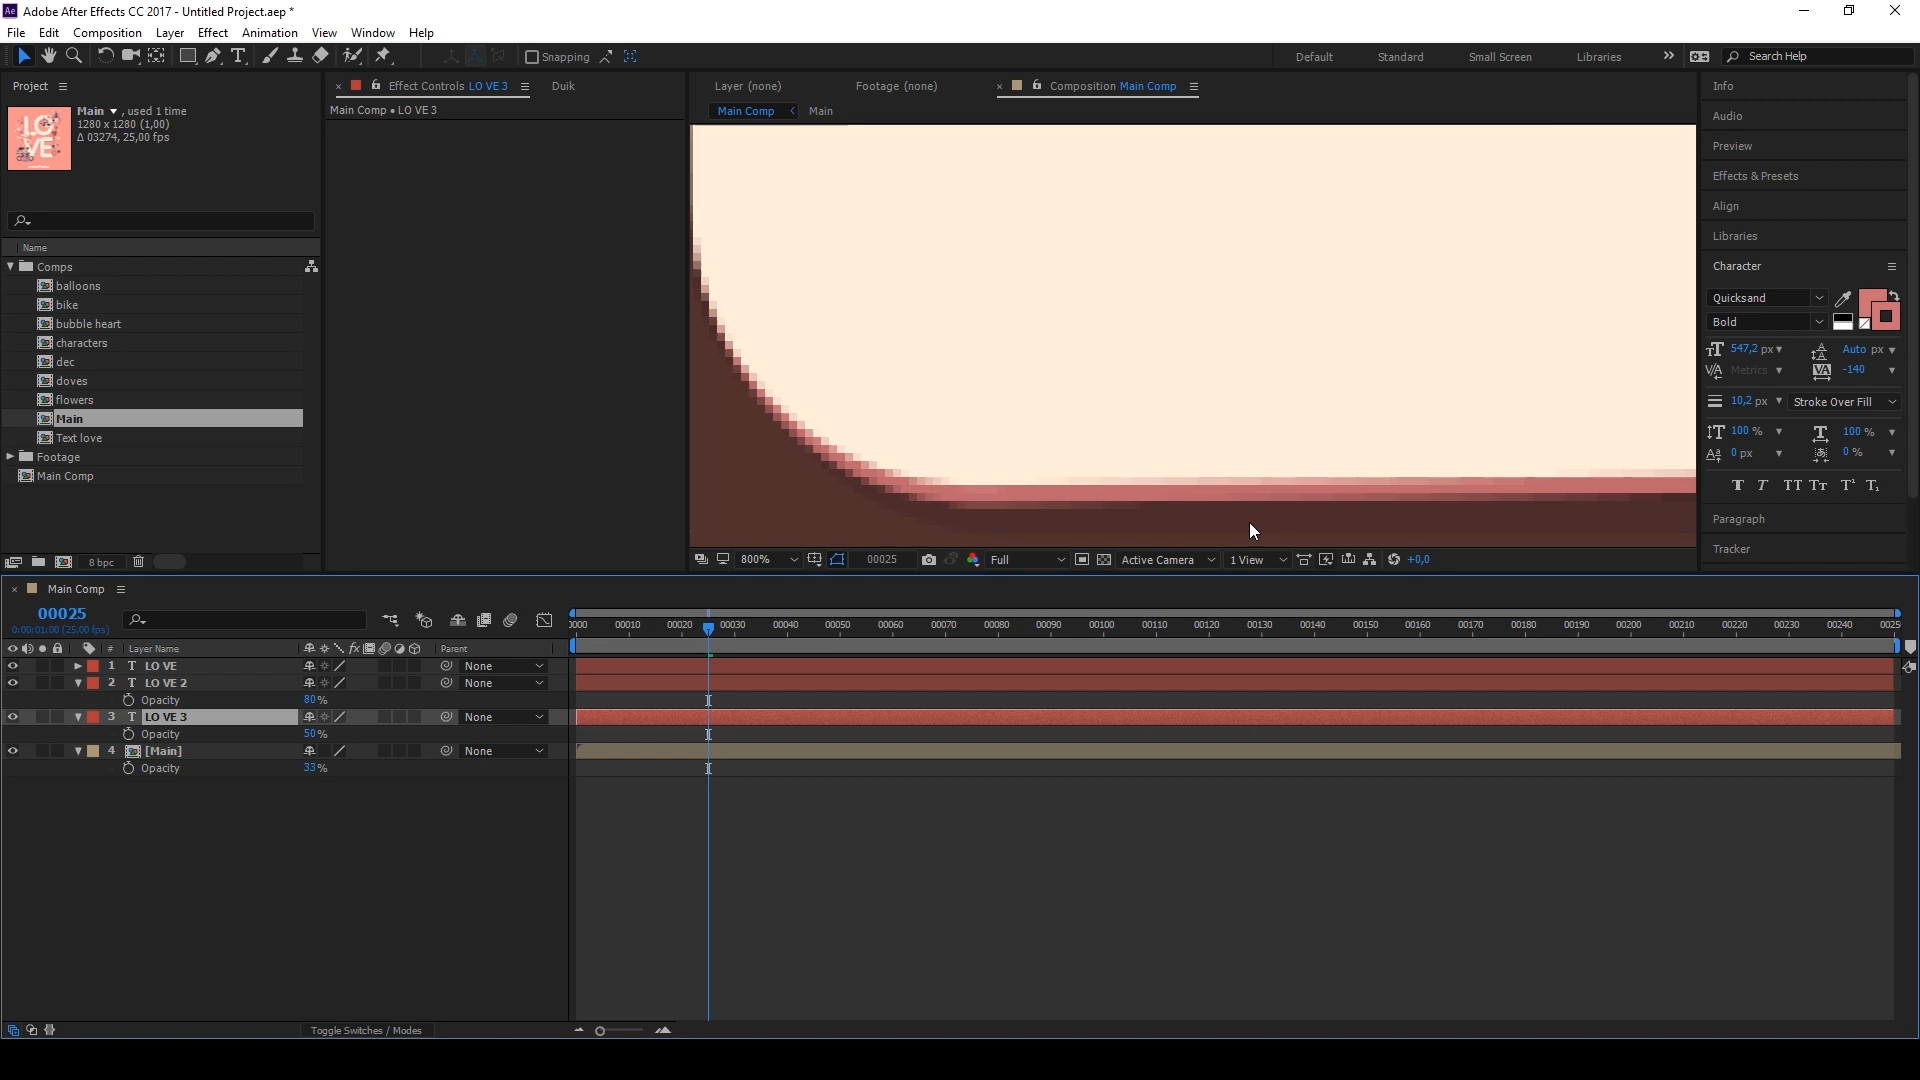 Ae Adobe After Effects CC 2017 - Untitled Project.aep *
File Edit Composition Layer Effect Animation View Window Help
Snapping Default Standard Small Screen Libraries » Search Help
Project
Main ▼ , used 1 time
1280 x 1280 (1,00)
Δ 03274, 25,00 fps
LO
VE
Name
Comps
balloons
bike
bubble heart
characters
dec
doves
flowers
Main
Text love
Footage
Main Comp
8 bpc
Effect Controls LO VE 3
Duik
Main Comp • LO VE 3
Layer (none) Footage (none) Composition Main Comp
Main Comp < Main
800% 00025 Full Active Camera 1 View +0,0
Info
Audio
Preview
Effects & Presets
Align
Libraries
Character
Quicksand
Bold
547,2 px Auto px
Metrics -140
10,2 px Stroke Over Fill
100 % 100 %
0 px 0 %
T T TT Tr T' T,
Paragraph
Tracker
Main Comp
00025
0:00:01:00 (25.00 fps)
0000 00010 00020 00030 00040 00050 00060 00070 00080 00090 00100 00110 00120 00130 00140 00150 00160 00170 00180 00190 00200 00210 00220 00230 00240 0025
# Layer Name fx Parent
1 T LO VE None
2 T LO VE 2 None
Opacity 80%
3 T LO VE 3 None
Opacity 50%
4 [Main] None
Opacity 33%
Toggle Switches / Modes